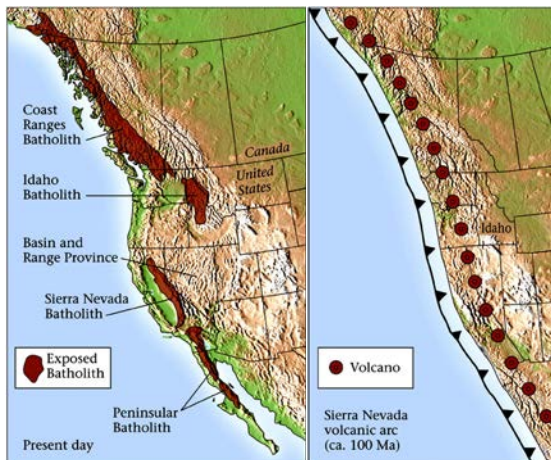 Coast
Ranges
Batholith
Canada
United
States
Idaho
Batholith
Basin and
Range Province
Sierra Nevada
Batholith
Exposed
Batholith
Peninsular
Batholith
Present day
Idaho
Volcano
Sierra Nevada
volcanic arc
(ca. 100 Ma)